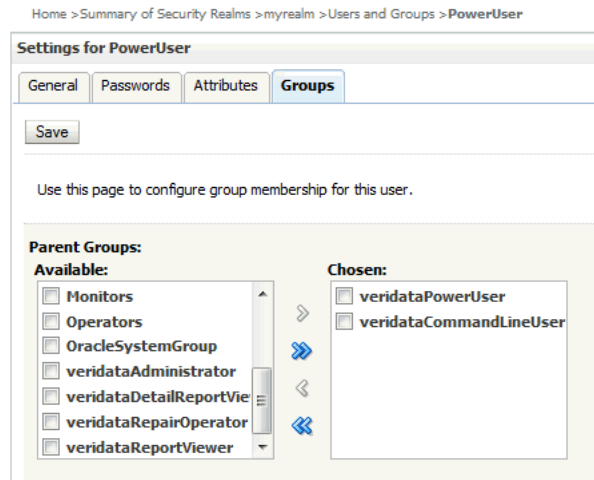 Home >Summary of Security Realms >myrealm >Users and Groups >PowerUser
Settings for PowerUser
General Passwords Attributes Groups
Save
Use this page to configure group membership for this user.
Parent Groups:
Available:
Monitors
Operators
OracleSystemGroup
veridataAdministrator
veridataDetailReportVie
veridataRepairOperator
veridataReportViewer
Chosen:
veridataPowerUser
veridataCommandLineUser